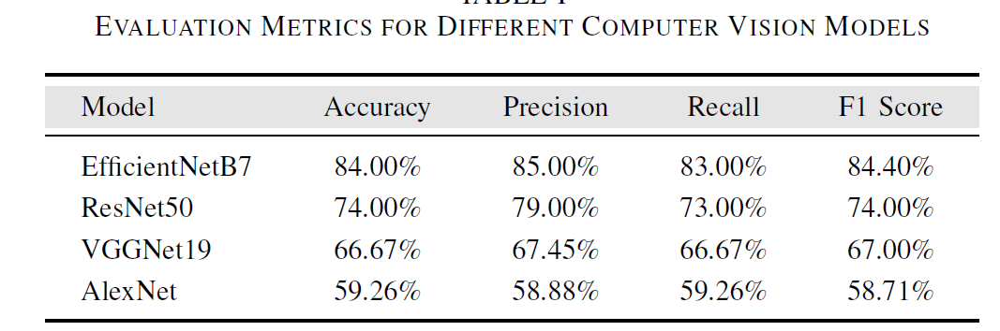 TABLE I
EVALUATION METRICS FOR DIFFERENT COMPUTER VISION MODELS
Model Accuracy Precision Recall F1 Score
EfficientNetB7 84.00% 85.00% 83.00% 84.40%
ResNet50 74.00% 79.00% 73.00% 74.00%
VGGNet19 66.67% 67.45% 66.67% 67.00%
AlexNet 59.26% 58.88% 59.26% 58.71%